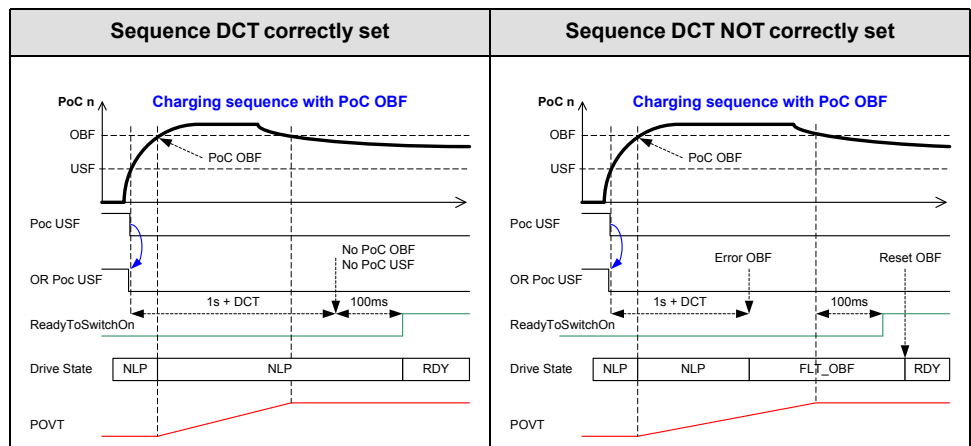 Sequence DCT correctly set
PoC n
Charging sequence with PoC OBF
OBF
PoC OBF
USF
Poc USF
No PoC OBF
No PoC USF
OR Poc USF
1s + DCT
100ms
ReadyToSwitchOn
Drive State
NLP
NLP
RDY
POVT
Sequence DCT NOT correctly set
PoC n
Charging sequence with PoC OBF
OBF
PoC OBF
USF
Poc USF
Error OBF
Reset OBF
OR Poc USF
1s + DCT
100ms
ReadyToSwitchOn
Drive State
NLP
NLP
FLT_OBF
RDY
POVT